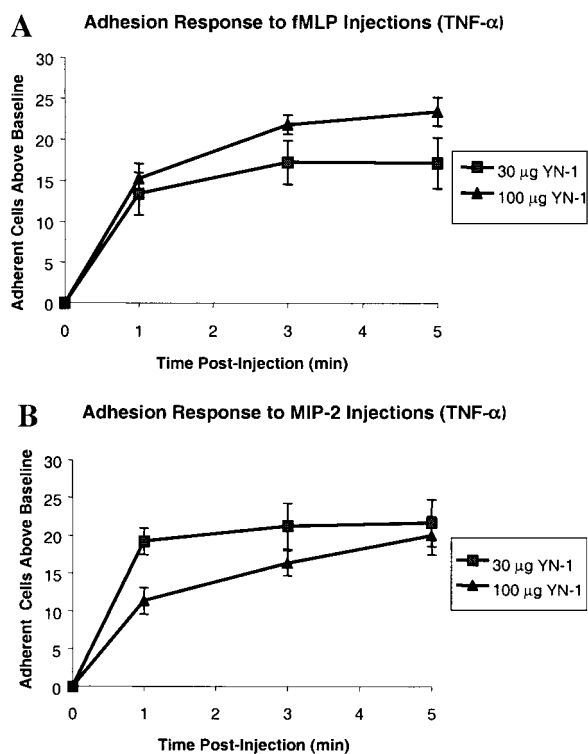 A
Adhesion Response to fMLP Injections (TNF-α)
Adherent Cells Above Baseline
30
25
20
15
10
5
0
0 1 2 3 4 5
Time Post-Injection (min)
30 μg YN-1
100 μg YN-1
B
Adhesion Response to MIP-2 Injections (TNF-α)
Adherent Cells Above Baseline
30
25
20
15
10
5
0
0 1 2 3 4 5
Time Post-Injection (min)
30 μg YN-1
100 μg YN-1